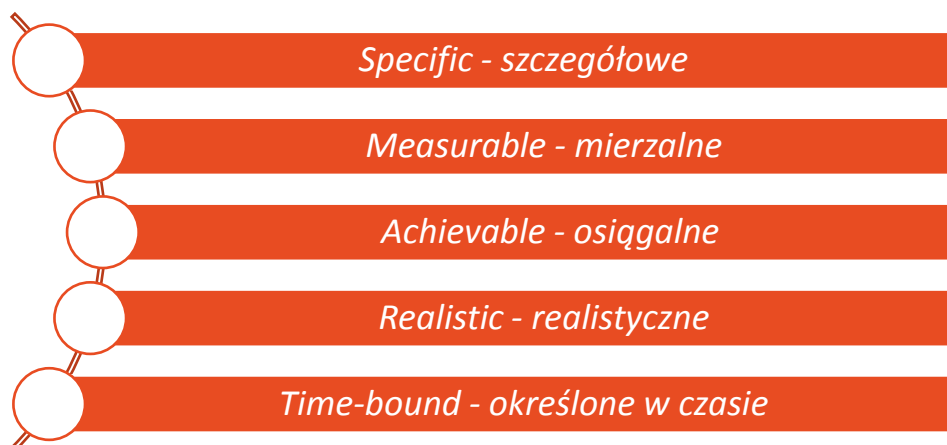 Specific - szczegółowe
Measurable - mierzalne
Achievable - osiągalne
Realistic - realistyczne
Time-bound - określone w czasie